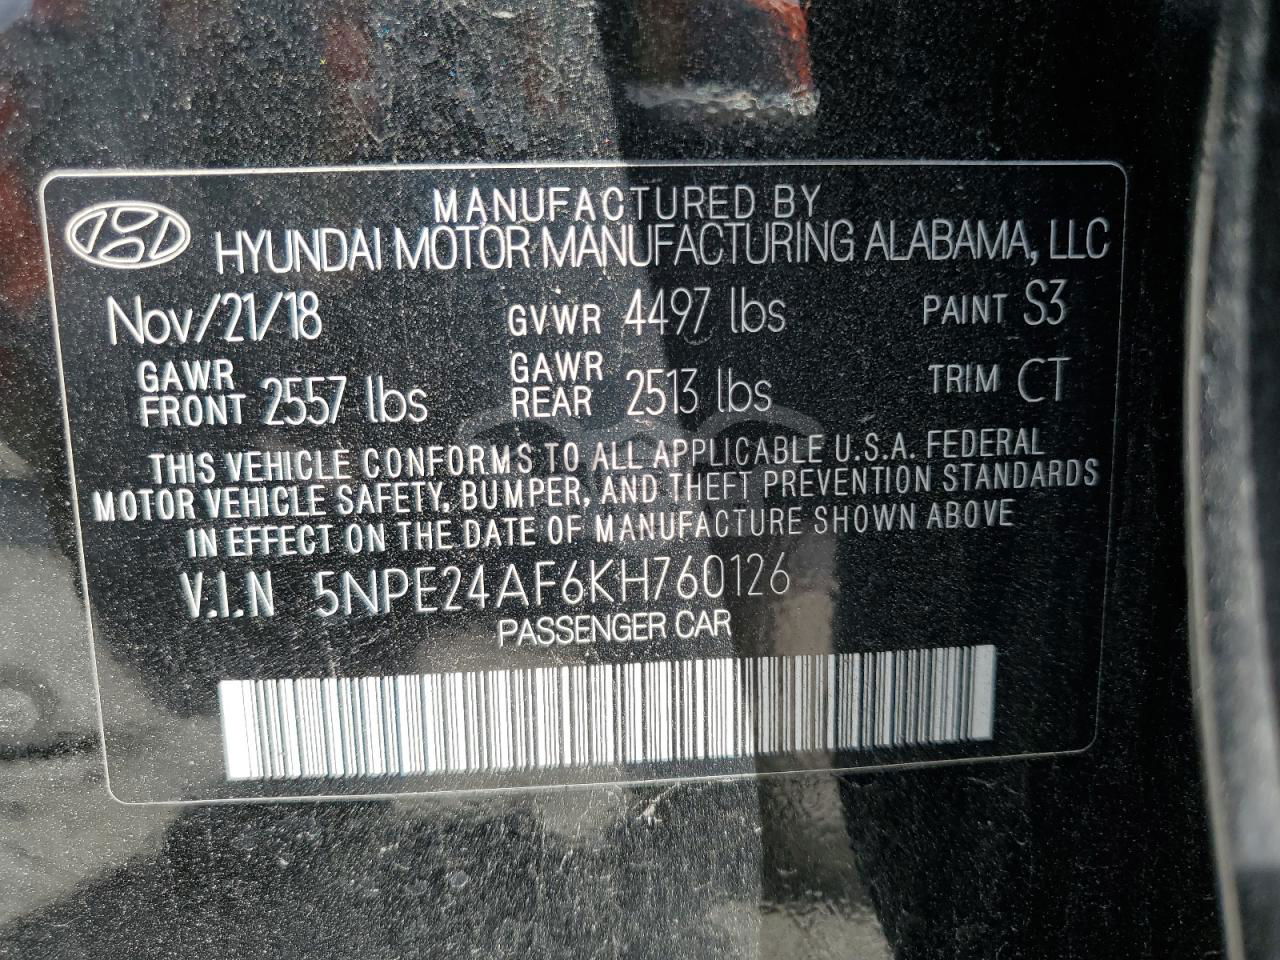 MANUFACTURED BY
HYUNDAI MOTOR MANUFACTURING ALABAMA, LLC
Nov/21/18 GVWR 4497 lbs PAINT S3
GAWR FRONT 2557 lbs GAWR REAR 2513 lbs TRIM CT
THIS VEHICLE CONFORMS TO ALL APPLICABLE U.S.A. FEDERAL
MOTOR VEHICLE SAFETY, BUMPER, AND THEFT PREVENTION STANDARDS
IN EFFECT ON THE DATE OF MANUFACTURE SHOWN ABOVE
V.I.N 5NPE24AF6KH760126
PASSENGER CAR